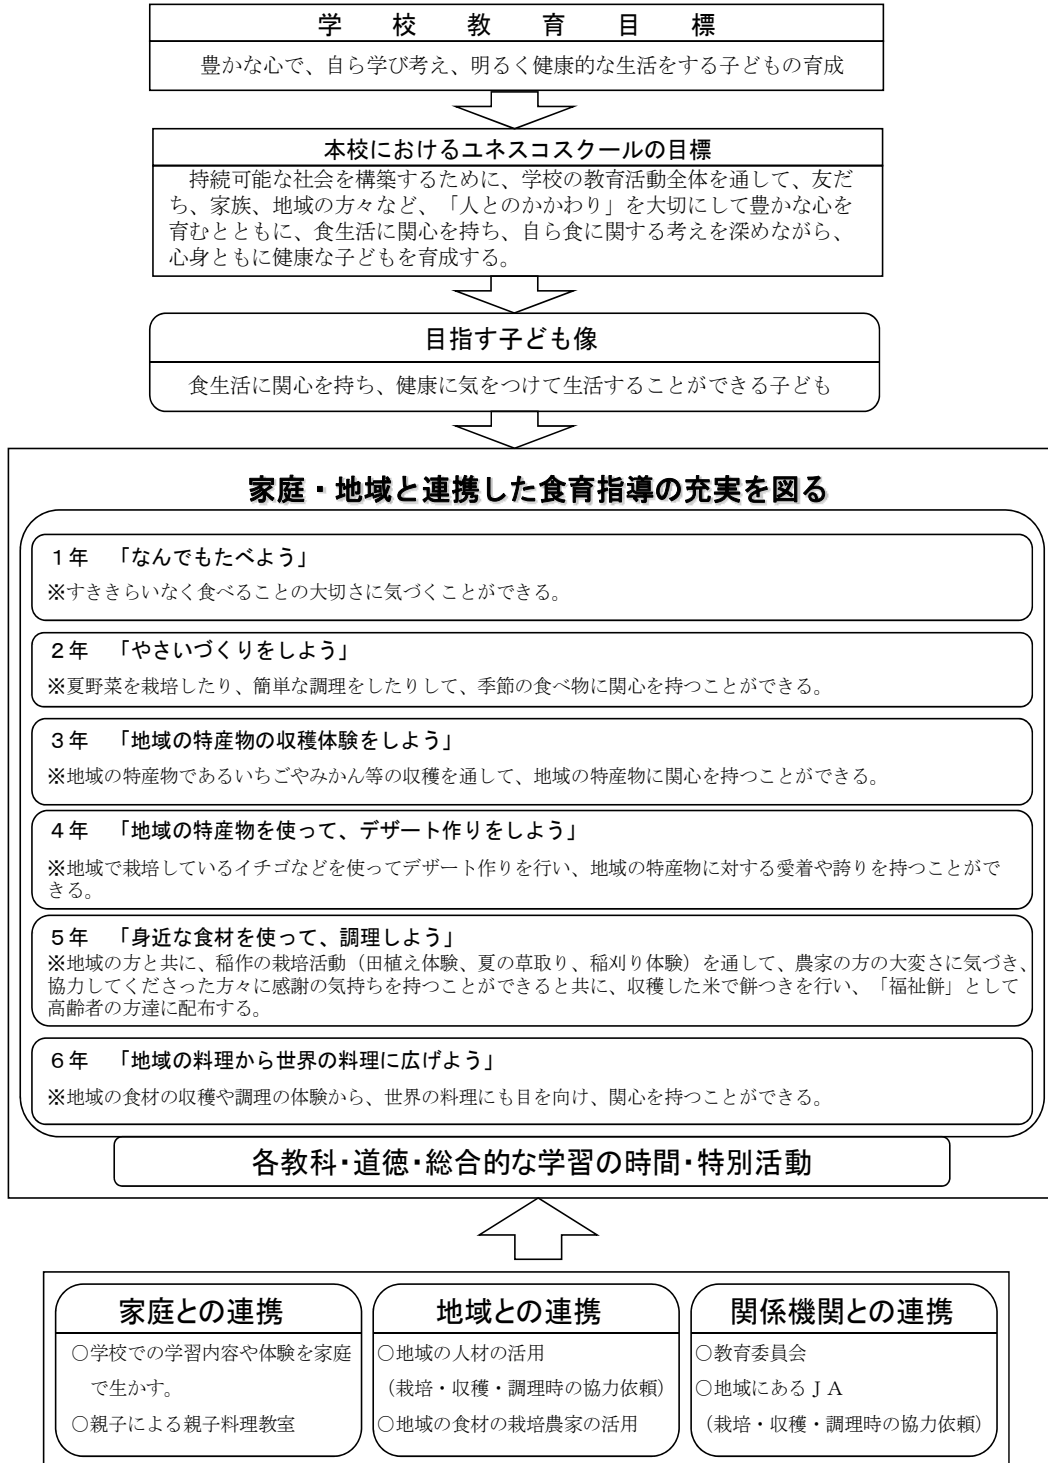 学校教育目標
豊かな心で、自ら学び考え、明るく健康的な生活をする子どもの育成
本校におけるユネスコスクールの目標
持続可能な社会を構築するために、学校の教育活動全体を通して、友だ
ち、家族、地域の方々など、「人とのかかわり」を大切にして豊かな心を
育むとともに、食生活に関心を持ち、自ら食に関する考えを深めながら、
心身ともに健康な子どもを育成する。
目指す子ども像
食生活に関心を持ち、健康に気をつけて生活することができる子ども
家庭・地域と連携した食育指導の充実を図る
1年 「なんでもたべよう」
※すききらいなく食べることの大切さに気づくことができる。
2年 「やさいづくりをしよう」
※夏野菜を栽培したり、簡単な調理をしたりして、季節の食べ物に関心を持つことができる。
3年 「地域の特産物の収穫体験をしよう」
※地域の特産物であるいちごやみかん等の収穫を通して、地域の特産物に関心を持つことができる。
4年 「地域の特産物を使って、デザート作りをしよう」
※地域で栽培しているイチゴなどを使ってデザート作りを行い、地域の特産物に対する愛着や誇りを持つことがで
きる。
5年 「身近な食材を使って、調理しよう」
※地域の方と共に、稲作の栽培活動（田植え体験、夏の草取り、稲刈り体験）を通して、農家の方の大変さに気づき、
協力してくださった方々に感謝の気持ちを持つことができると共に、収穫した米で餅つきを行い、「福祉餅」として
高齢者の方達に配布する。
6年 「地域の料理から世界の料理に広げよう」
※地域の食材の収穫や調理の体験から、世界の料理にも目を向け、関心を持つことができる。
各教科・道徳・総合的な学習の時間・特別活動
家庭との連携
○学校での学習内容や体験を家庭
で生かす。
○親子による親子料理教室
地域との連携
○地域の人材の活用
（栽培・収穫・調理時の協力依頼）
○地域の食材の栽培農家の活用
関係機関との連携
○教育委員会
○地域にあるＪＡ
（栽培・収穫・調理時の協力依頼）